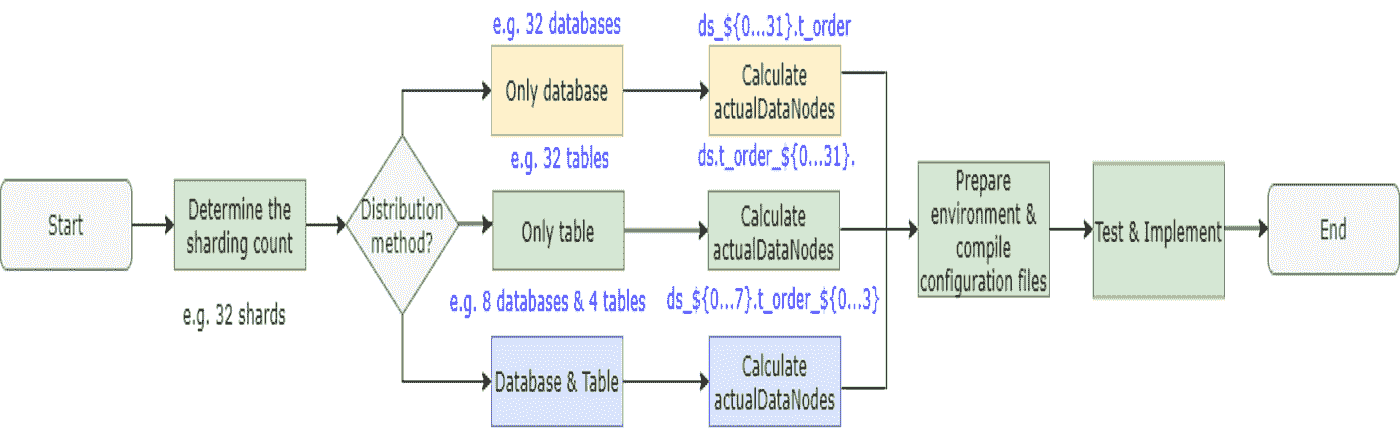 e.g. 32 databases
ds_${0...31}.t_order
Only database
Calculate
actualDataNodes
e.g. 32 tables
ds.t_order_${0...31}.
Start
Determine the
sharding count
e.g. 32 shards
Distribution
method?
Only table
Calculate
actualDataNodes
Prepare
environment &
compile
configuration files
Test & Implement
End
e.g. 8 databases & 4 tables
ds_${0...7}.t_order_${0...3}
Database & Table
Calculate
actualDataNodes